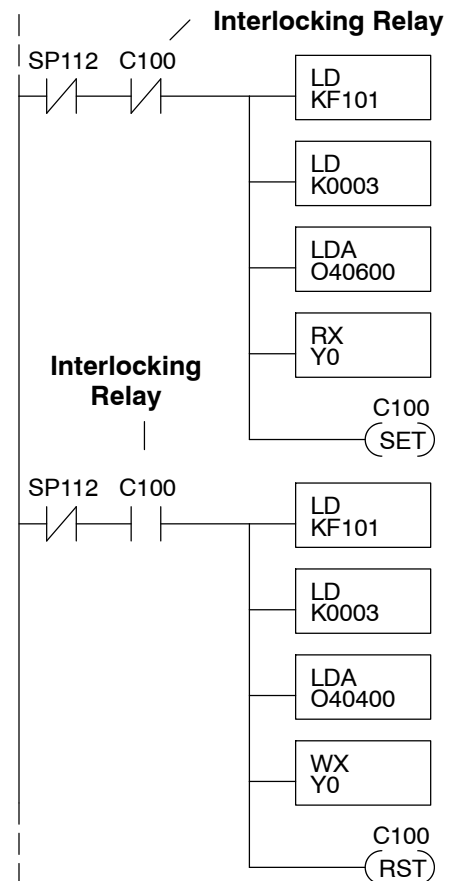 Interlocking Relay
SP112 C100
LD
KF101
LD
K0003
LDA
O40600
RX
Y0
Interlocking
Relay
C100
SET
SP112 C100
LD
KF101
LD
K0003
LDA
O40400
WX
Y0
C100
RST